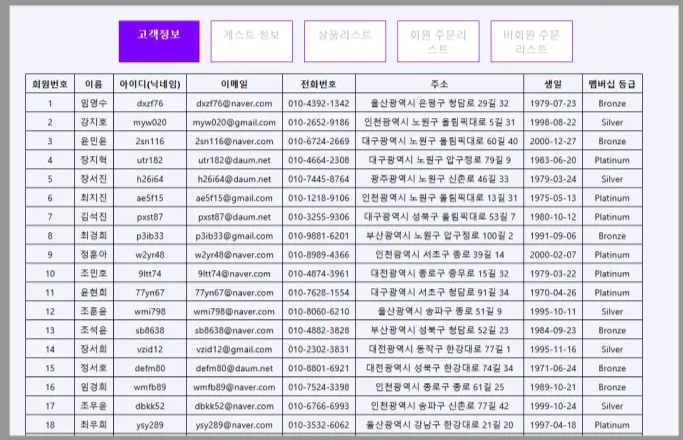 고객정보 게스트 정보 상품리스트 회원 주문리스트 비회원 주문리스트
회원번호 이름 아이디(닉네임) 이메일 전화번호 주소 생일 멤버십 등급
1 임영수 dxzf76 dxzf76@naver.com 010-4392-1342 울산광역시 은평구 청담로 29길 32 1979-07-23 Bronze
2 강지호 myw020 myw020@gmail.com 010-2652-9186 인천광역시 노원구 올림픽대로 5길 31 1998-08-22 Silver
3 윤민윤 2sn116 2sn116@naver.com 010-6724-2669 대구광역시 노원구 올림픽대로 60길 40 2000-12-27 Bronze
4 장지혁 utr182 utr182@daum.net 010-4664-2308 대구광역시 노원구 압구정로 79길 9 1983-06-20 Platinum
5 장서진 h26i64 h26i64@daum.net 010-7445-8764 광주광역시 노원구 신촌로 46길 33 1979-03-24 Silver
6 최지진 ae5f15 ae5f15@gmail.com 010-1218-9106 인천광역시 노원구 올림픽대로 13길 31 1975-05-13 Platinum
7 김석진 pxst87 pxst87@daum.net 010-3255-9306 대구광역시 성북구 올림픽대로 53길 7 1980-10-12 Platinum
8 최경희 p3ib33 p3ib33@gmail.com 010-9881-6201 부산광역시 노원구 압구정로 100길 2 1991-09-06 Bronze
9 정훈아 w2yr48 w2yr48@naver.com 010-8989-4366 인천광역시 서초구 종로 39길 14 2000-02-07 Platinum
10 조민호 9ltt74 9ltt74@naver.com 010-4874-3961 대전광역시 종로구 충무로 15길 32 1979-03-22 Platinum
11 윤현희 77yn67 77yn67@naver.com 010-7628-1554 대구광역시 서초구 청담로 91길 34 1970-04-26 Platinum
12 조훈윤 wmi798 wmi798@naver.com 010-8060-6210 울산광역시 송파구 종로 51길 9 1995-10-11 Silver
13 조석윤 sb8638 sb8638@naver.com 010-4882-3828 부산광역시 성북구 청담로 52길 23 1984-09-23 Bronze
14 장서희 vzid12 vzid12@gmail.com 010-2302-3831 대전광역시 동작구 한강대로 77길 1 1995-11-16 Silver
15 정서호 defm80 defm80@daum.net 010-8801-6921 대전광역시 성북구 한강대로 74길 34 1971-06-24 Bronze
16 임경희 wmfb89 wmfb89@naver.com 010-7524-3398 인천광역시 종로구 종로 61길 25 1989-10-21 Bronze
17 조우윤 dbkk52 dbkk52@naver.com 010-6766-6993 인천광역시 송파구 신촌로 77길 42 1999-10-24 Silver
18 최우희 ysy289 ysy289@naver.com 010-3532-6062 울산광역시 강남구 한강대로 21길 20 1997-04-18 Platinum